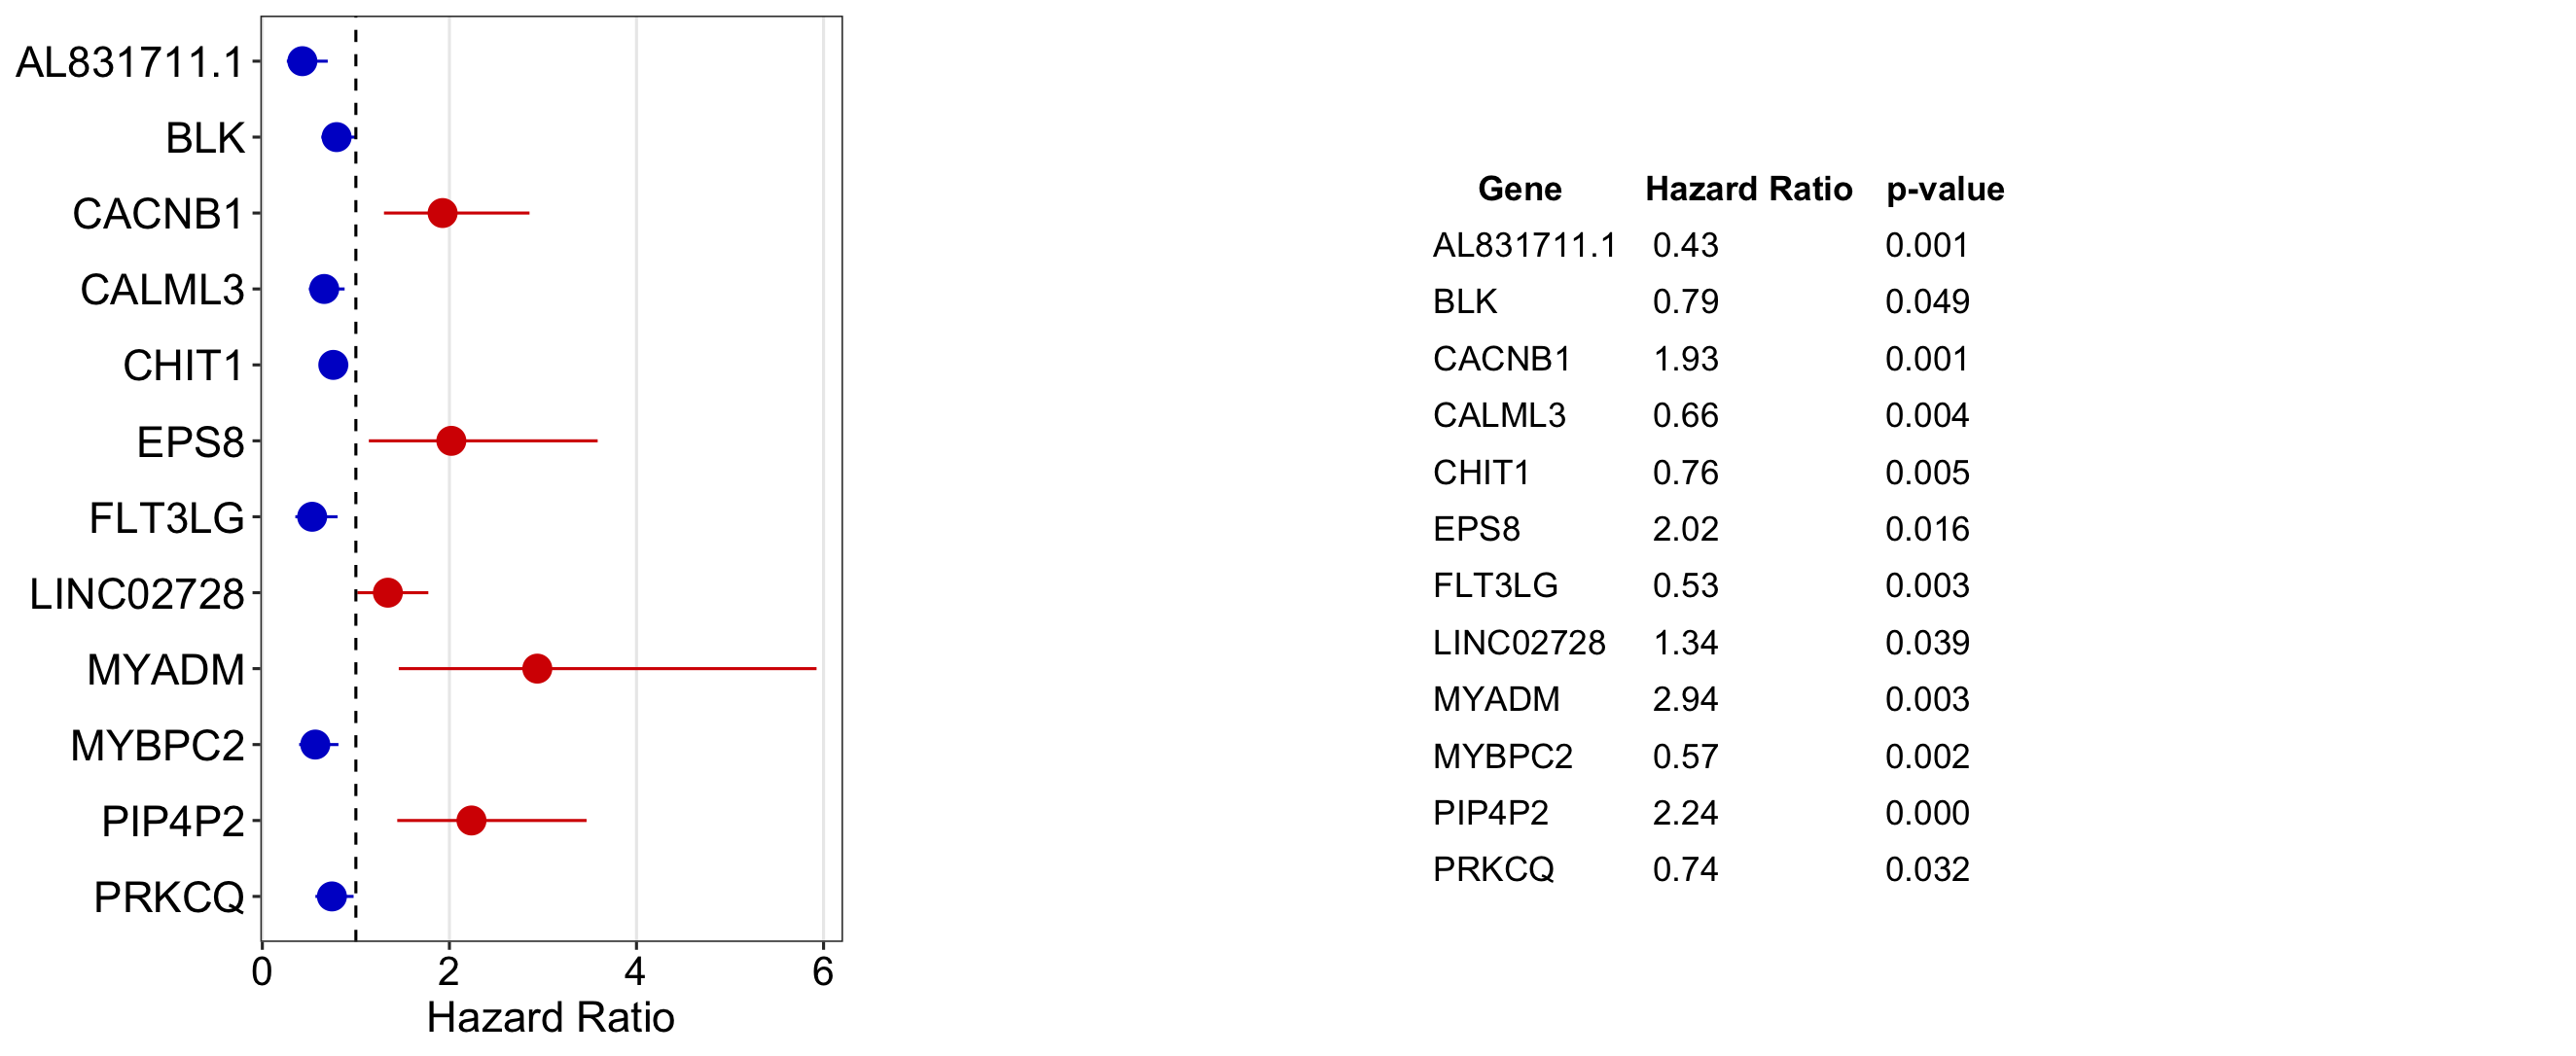 AL831711.1
BLK
CACNB1
CALML3
CHIT1
EPS8
FLT3LG
LINC02728
MYADM
MYBPC2
PIP4P2
PRKCQ
0 2 4 6
Hazard Ratio
Gene Hazard Ratio p-value
AL831711.1 0.43 0.001
BLK 0.79 0.049
CACNB1 1.93 0.001
CALML3 0.66 0.004
CHIT1 0.76 0.005
EPS8 2.02 0.016
FLT3LG 0.53 0.003
LINC02728 1.34 0.039
MYADM 2.94 0.003
MYBPC2 0.57 0.002
PIP4P2 2.24 0.000
PRKCQ 0.74 0.032